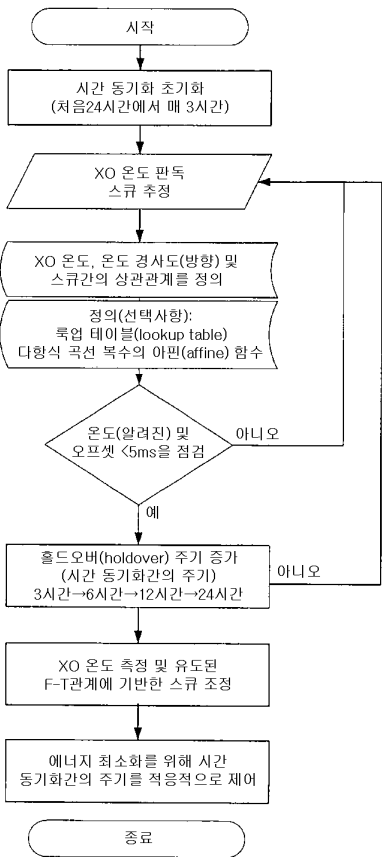 시작
시간 동기화 초기화
(처음24시간에서 매 3시간)
XO 온도 판독
스큐 추정
XO 온도, 온도 경사도(방향) 및
스큐간의 상관관계를 정의
정의(선택사항):
룩업 테이블(lookup table)
다항식 곡선 복수의 아핀(affine) 함수
온도(알려진) 및
오프셋 <5ms을 점검
아니오
예
홀드오버(holdover) 주기 증가
(시간 동기화간의 주기)
3시간→6시간→12시간→24시간
아니오
XO 온도 측정 및 유도된
F-T관계에 기반한 스큐 조정
에너지 최소화를 위해 시간
동기화간의 주기를 적응적으로 제어
종료